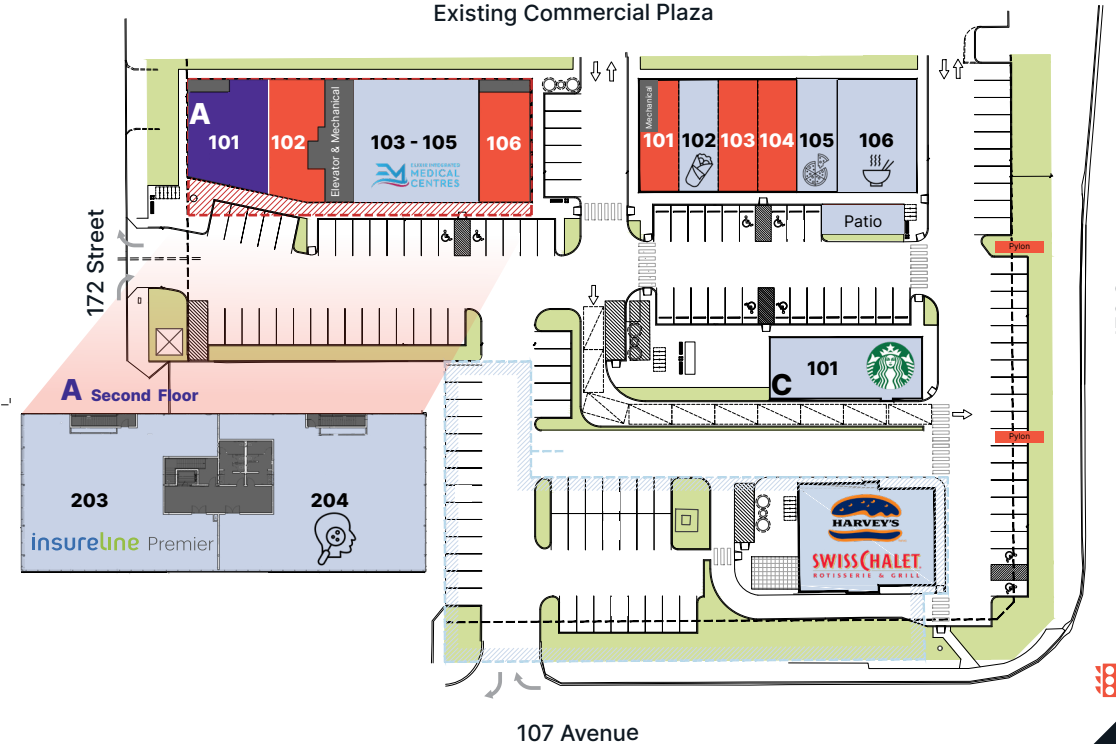 Existing Commercial Plaza
A
101
102
Elevator & Mechanical
103 - 105
MEDICAL
CENTRES
106
Mechanical
101
102
103
104
105
106
Patio
172 Street
Pylon
A Second Floor
C
101
Pylon
203
insureline Premier
204
HARVEY'S
SWISS CHALET
ROTISSERIE & GRILL
107 Avenue